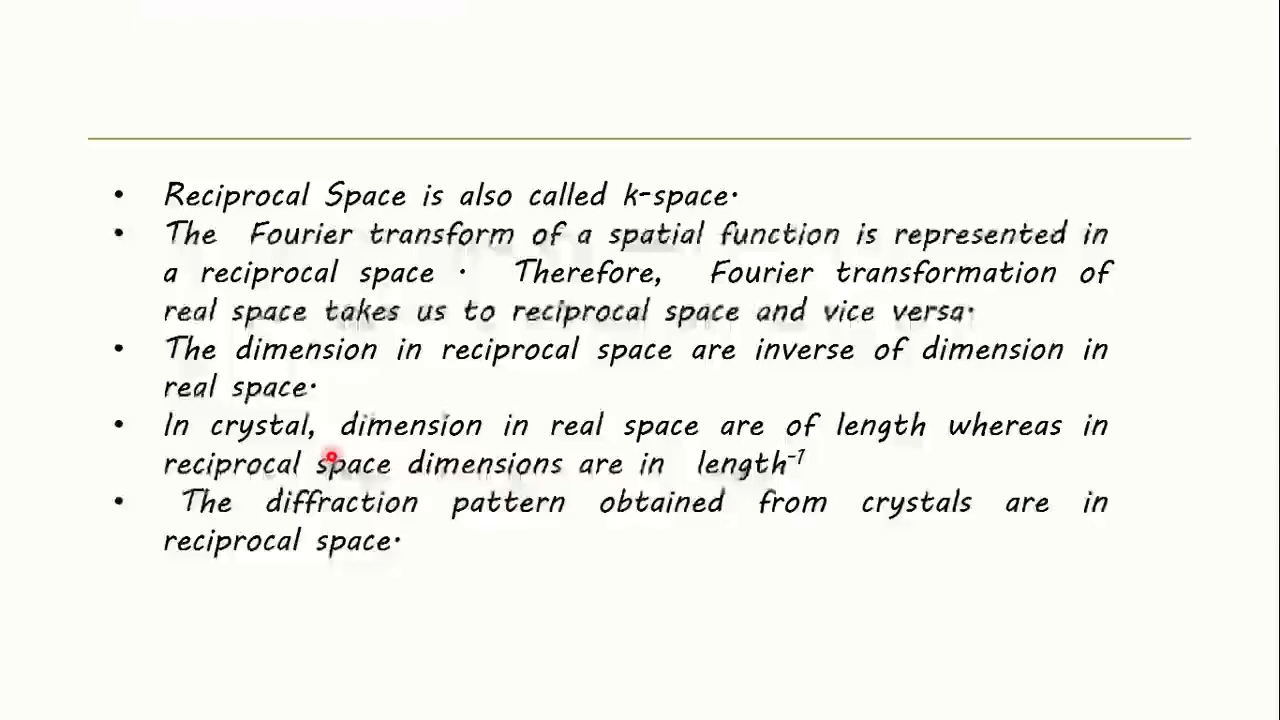 • Reciprocal Space is also called k-space.
• The Fourier transform of a spatial function is represented in
a reciprocal space . Therefore, Fourier transformation of
real space takes us to reciprocal space and vice versa.
• The dimension in reciprocal space are inverse of dimension in
real space.
• In crystal, dimension in real space are of length whereas in
reciprocal space dimensions are in length⁻¹
• The diffraction pattern obtained from crystals are in
reciprocal space.